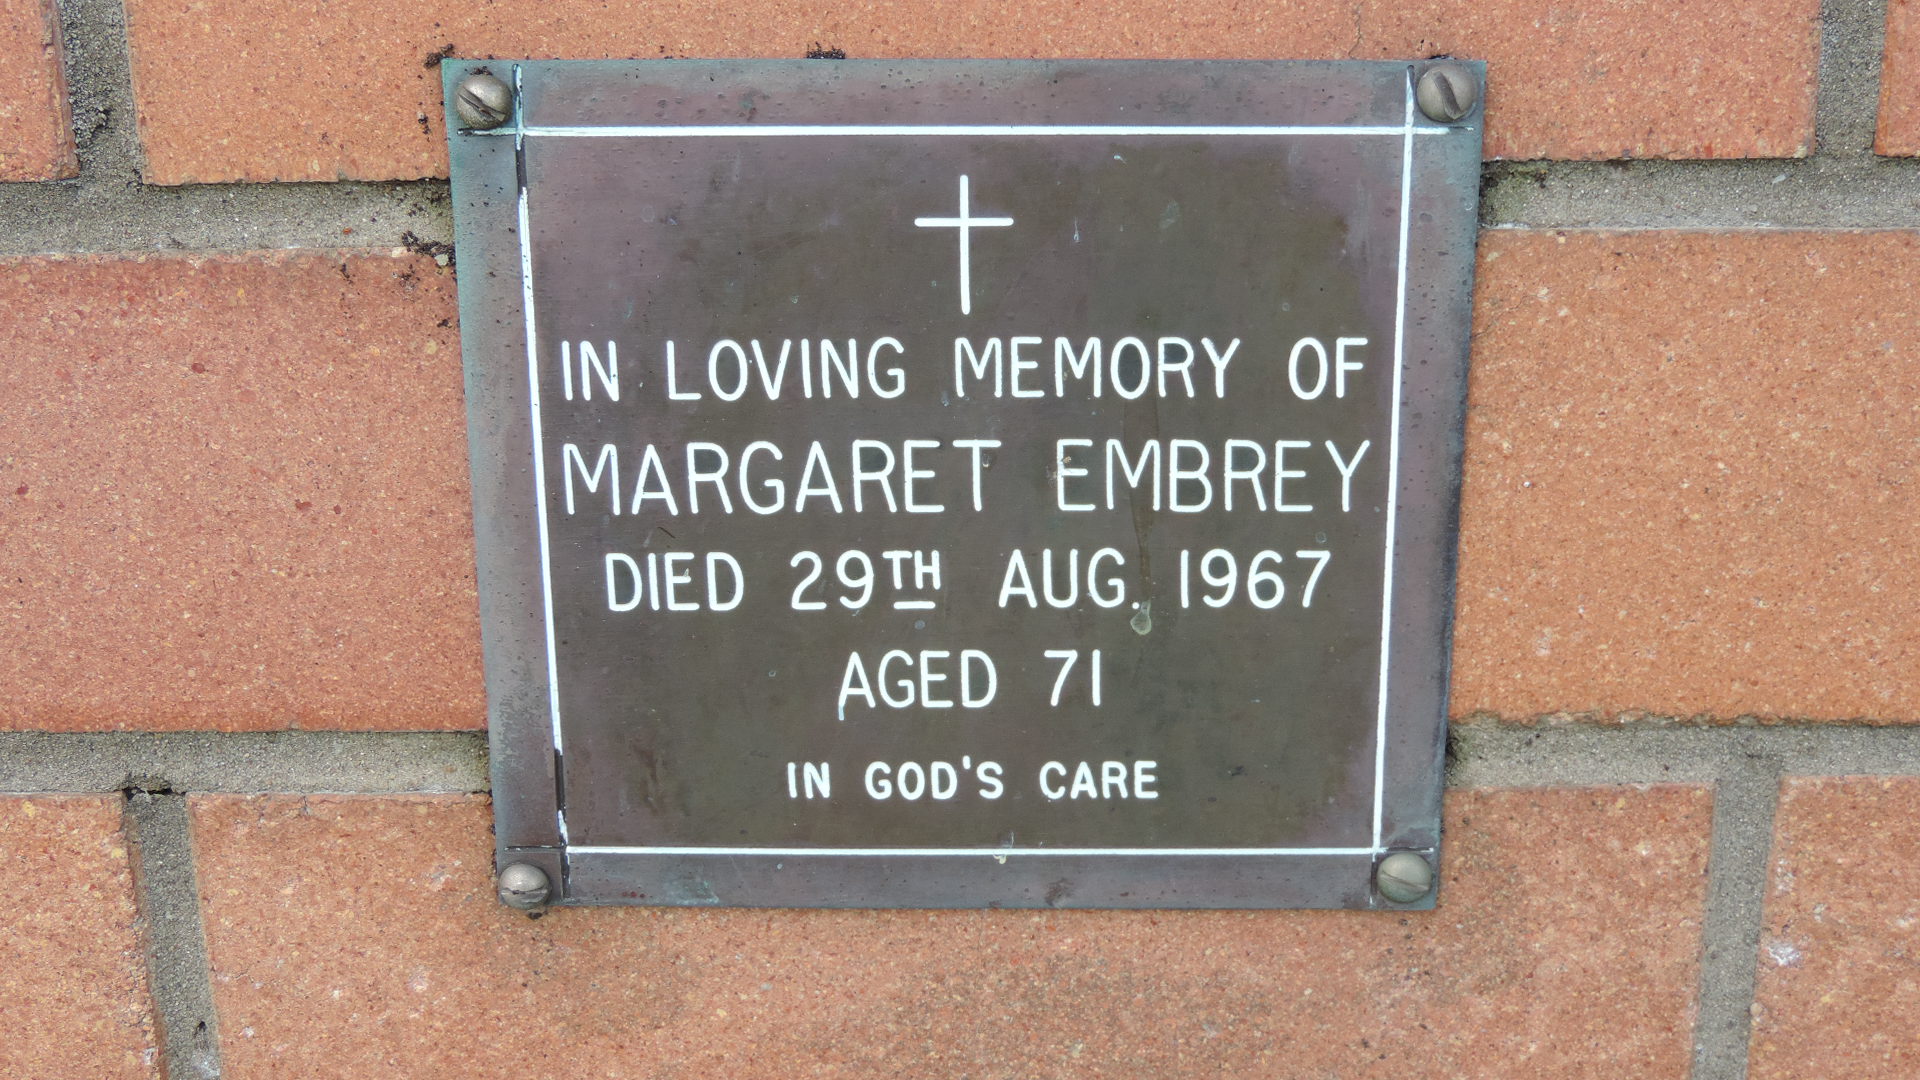 IN LOVING MEMORY OF
MARGARET EMBREY
DIED 29TH AUG. 1967
AGED 71
IN GOD'S CARE